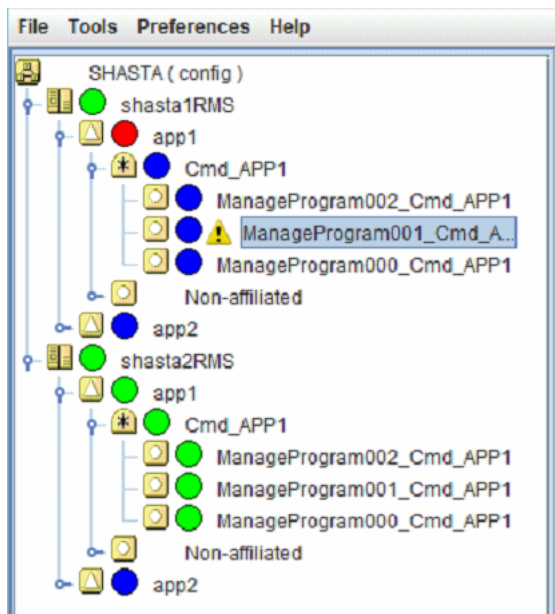 File Tools Preferences Help
SHASTA ( config )
shasta1RMS
app1
Cmd_APP1
ManageProgram002_Cmd_APP1
ManageProgram001_Cmd_A...
ManageProgram000_Cmd_APP1
Non-affiliated
app2
shasta2RMS
app1
Cmd_APP1
ManageProgram002_Cmd_APP1
ManageProgram001_Cmd_APP1
ManageProgram000_Cmd_APP1
Non-affiliated
app2